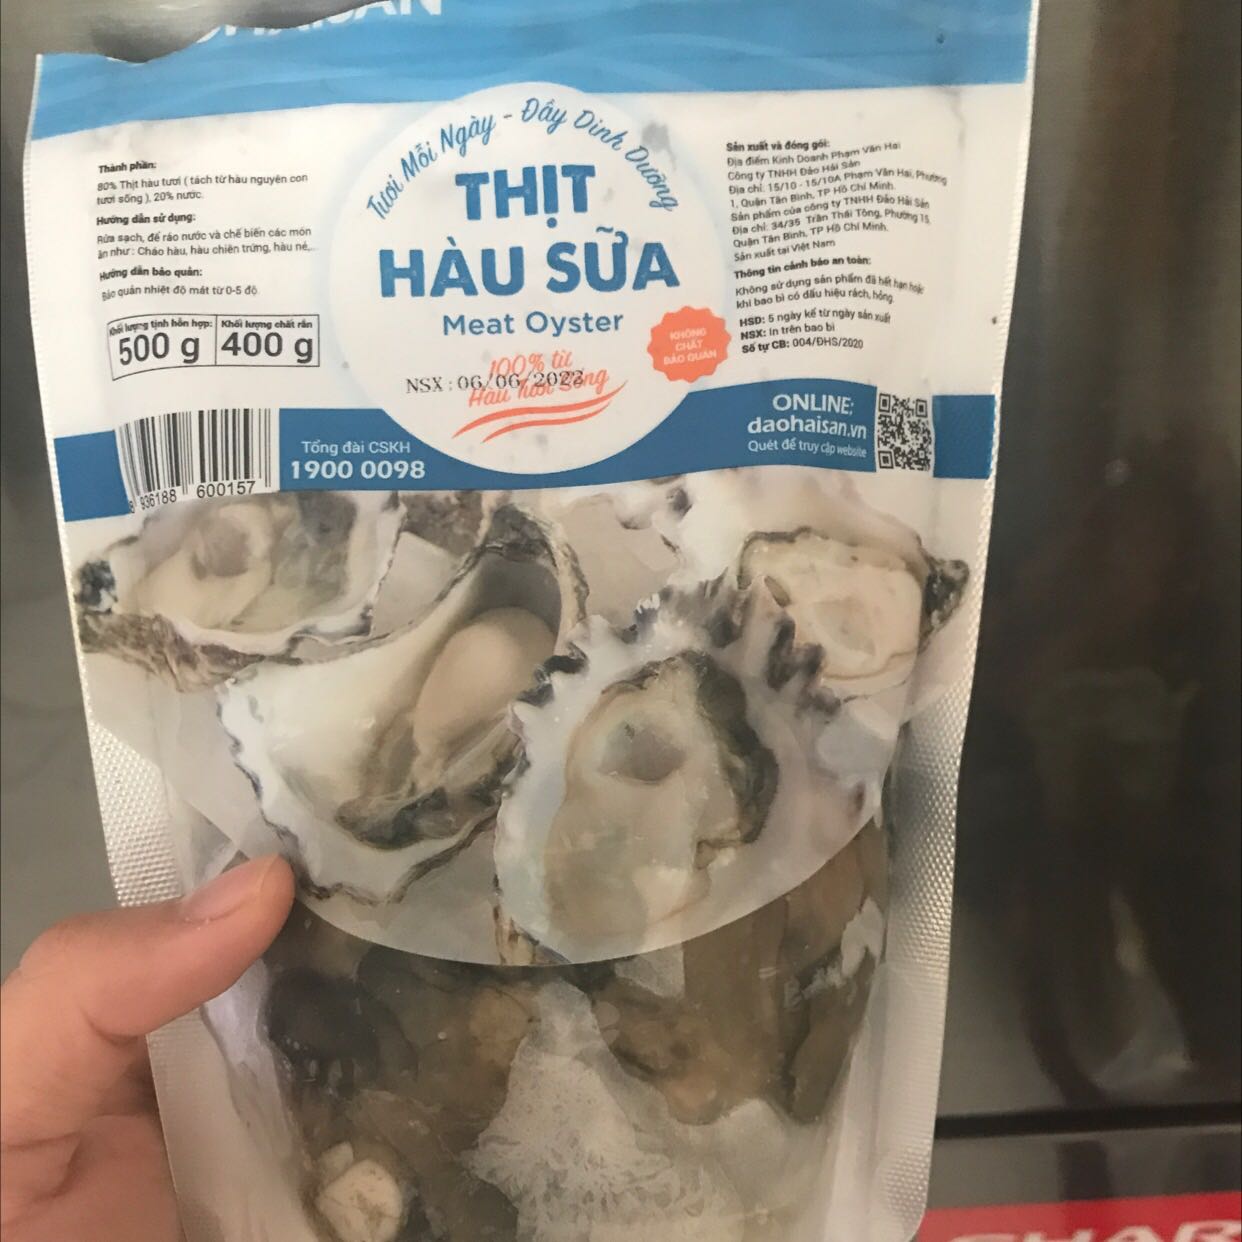 Tươi Mỗi Ngày - Đầy Dinh Dưỡng
THỊT
HÀU SỮA
Meat Oyster
100% từ
Hàu Tươi Sống
NSX : 06/06/2022
KHÔNG
CHẤT
BẢO QUẢN
Thành phần:
80% Thịt hàu tươi ( tách từ hàu nguyên con
tươi sống ), 20% nước.
Hướng dẫn sử dụng:
Rửa sạch, để ráo nước và chế biến các món
ăn như : Cháo hàu, hàu chiên trứng, hàu né,...
Hướng dẫn bảo quản:
Bảo quản nhiệt độ mát từ 0-5 độ
Khối lượng tịnh hỗn hợp:
500 g
Khối lượng chất rắn
400 g
Sản xuất và đóng gói:
Địa điểm Kinh Doanh Phạm Văn Hai
Công ty TNHH Đảo Hải Sản
Địa chỉ: 15/10 - 15/10A Phạm Văn Hai, Phường
1, Quận Tân Bình, TP Hồ Chí Minh.
Sản phẩm của công ty TNHH Đảo Hải Sản
Địa chỉ: 34/35 Trần Thái Tông, Phường 15,
Quận Tân Bình, TP Hồ Chí Minh.
Sản xuất tại Việt Nam
Thông tin cảnh báo an toàn:
Không sử dụng sản phẩm đã hết hạn hoặc
khi bao bì có dấu hiệu rách, hỏng.
HSD: 5 ngày kể từ ngày sản xuất
NSX: In trên bao bì
Số tự CB: 004/ĐHS/2020
8 936188 600157
Tổng đài CSKH
1900 0098
ONLINE:
daohaisan.vn
Quét để truy cập website